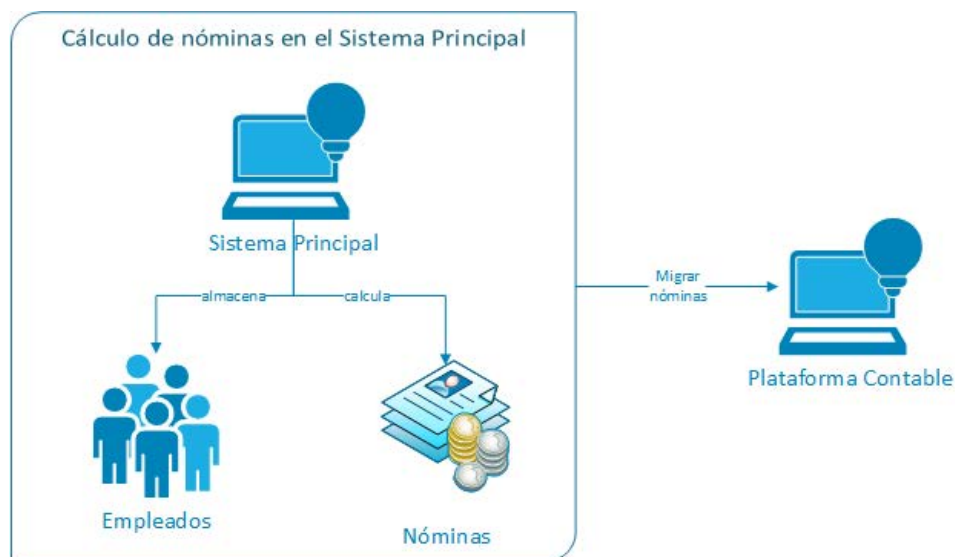 Cálculo de nóminas en el Sistema Principal
Sistema Principal
almacena
calcula
Migrar
nóminas
Plataforma Contable
Empleados
Nóminas